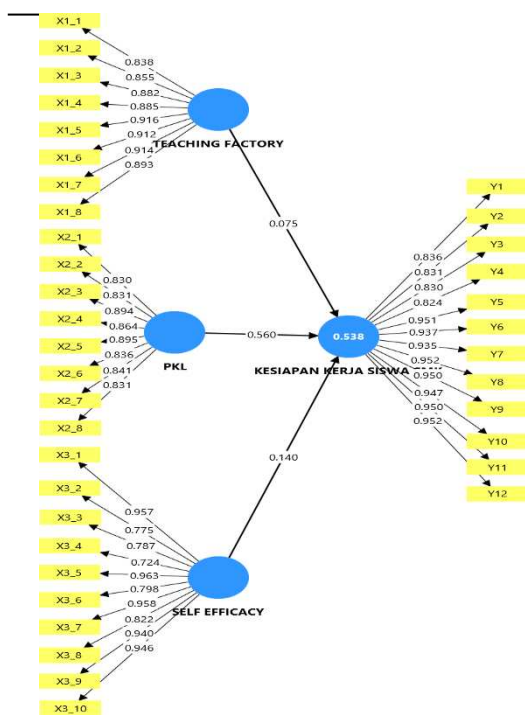 X1_1
X1_2
X1_3
X1_4
X1_5
X1_6
X1_7
X1_8
0.838
0.855
0.882
0.885
0.916
0.912
0.914
0.893
TEACHING FACTORY
0.075
X2_1
X2_2
X2_3
X2_4
X2_5
X2_6
X2_7
X2_8
0.830
0.831
0.894
0.864
0.895
0.836
0.841
0.831
PKL
0.560
X3_1
X3_2
X3_3
X3_4
X3_5
X3_6
X3_7
X3_8
X3_9
X3_10
0.957
0.775
0.787
0.724
0.963
0.798
0.958
0.822
0.940
0.946
SELF EFFICACY
0.140
0.538
KESIAPAN KERJA SISWA
0.836
0.831
0.830
0.824
0.951
0.937
0.935
0.952
0.950
0.947
0.950
0.952
Y1
Y2
Y3
Y4
Y5
Y6
Y7
Y8
Y9
Y10
Y11
Y12